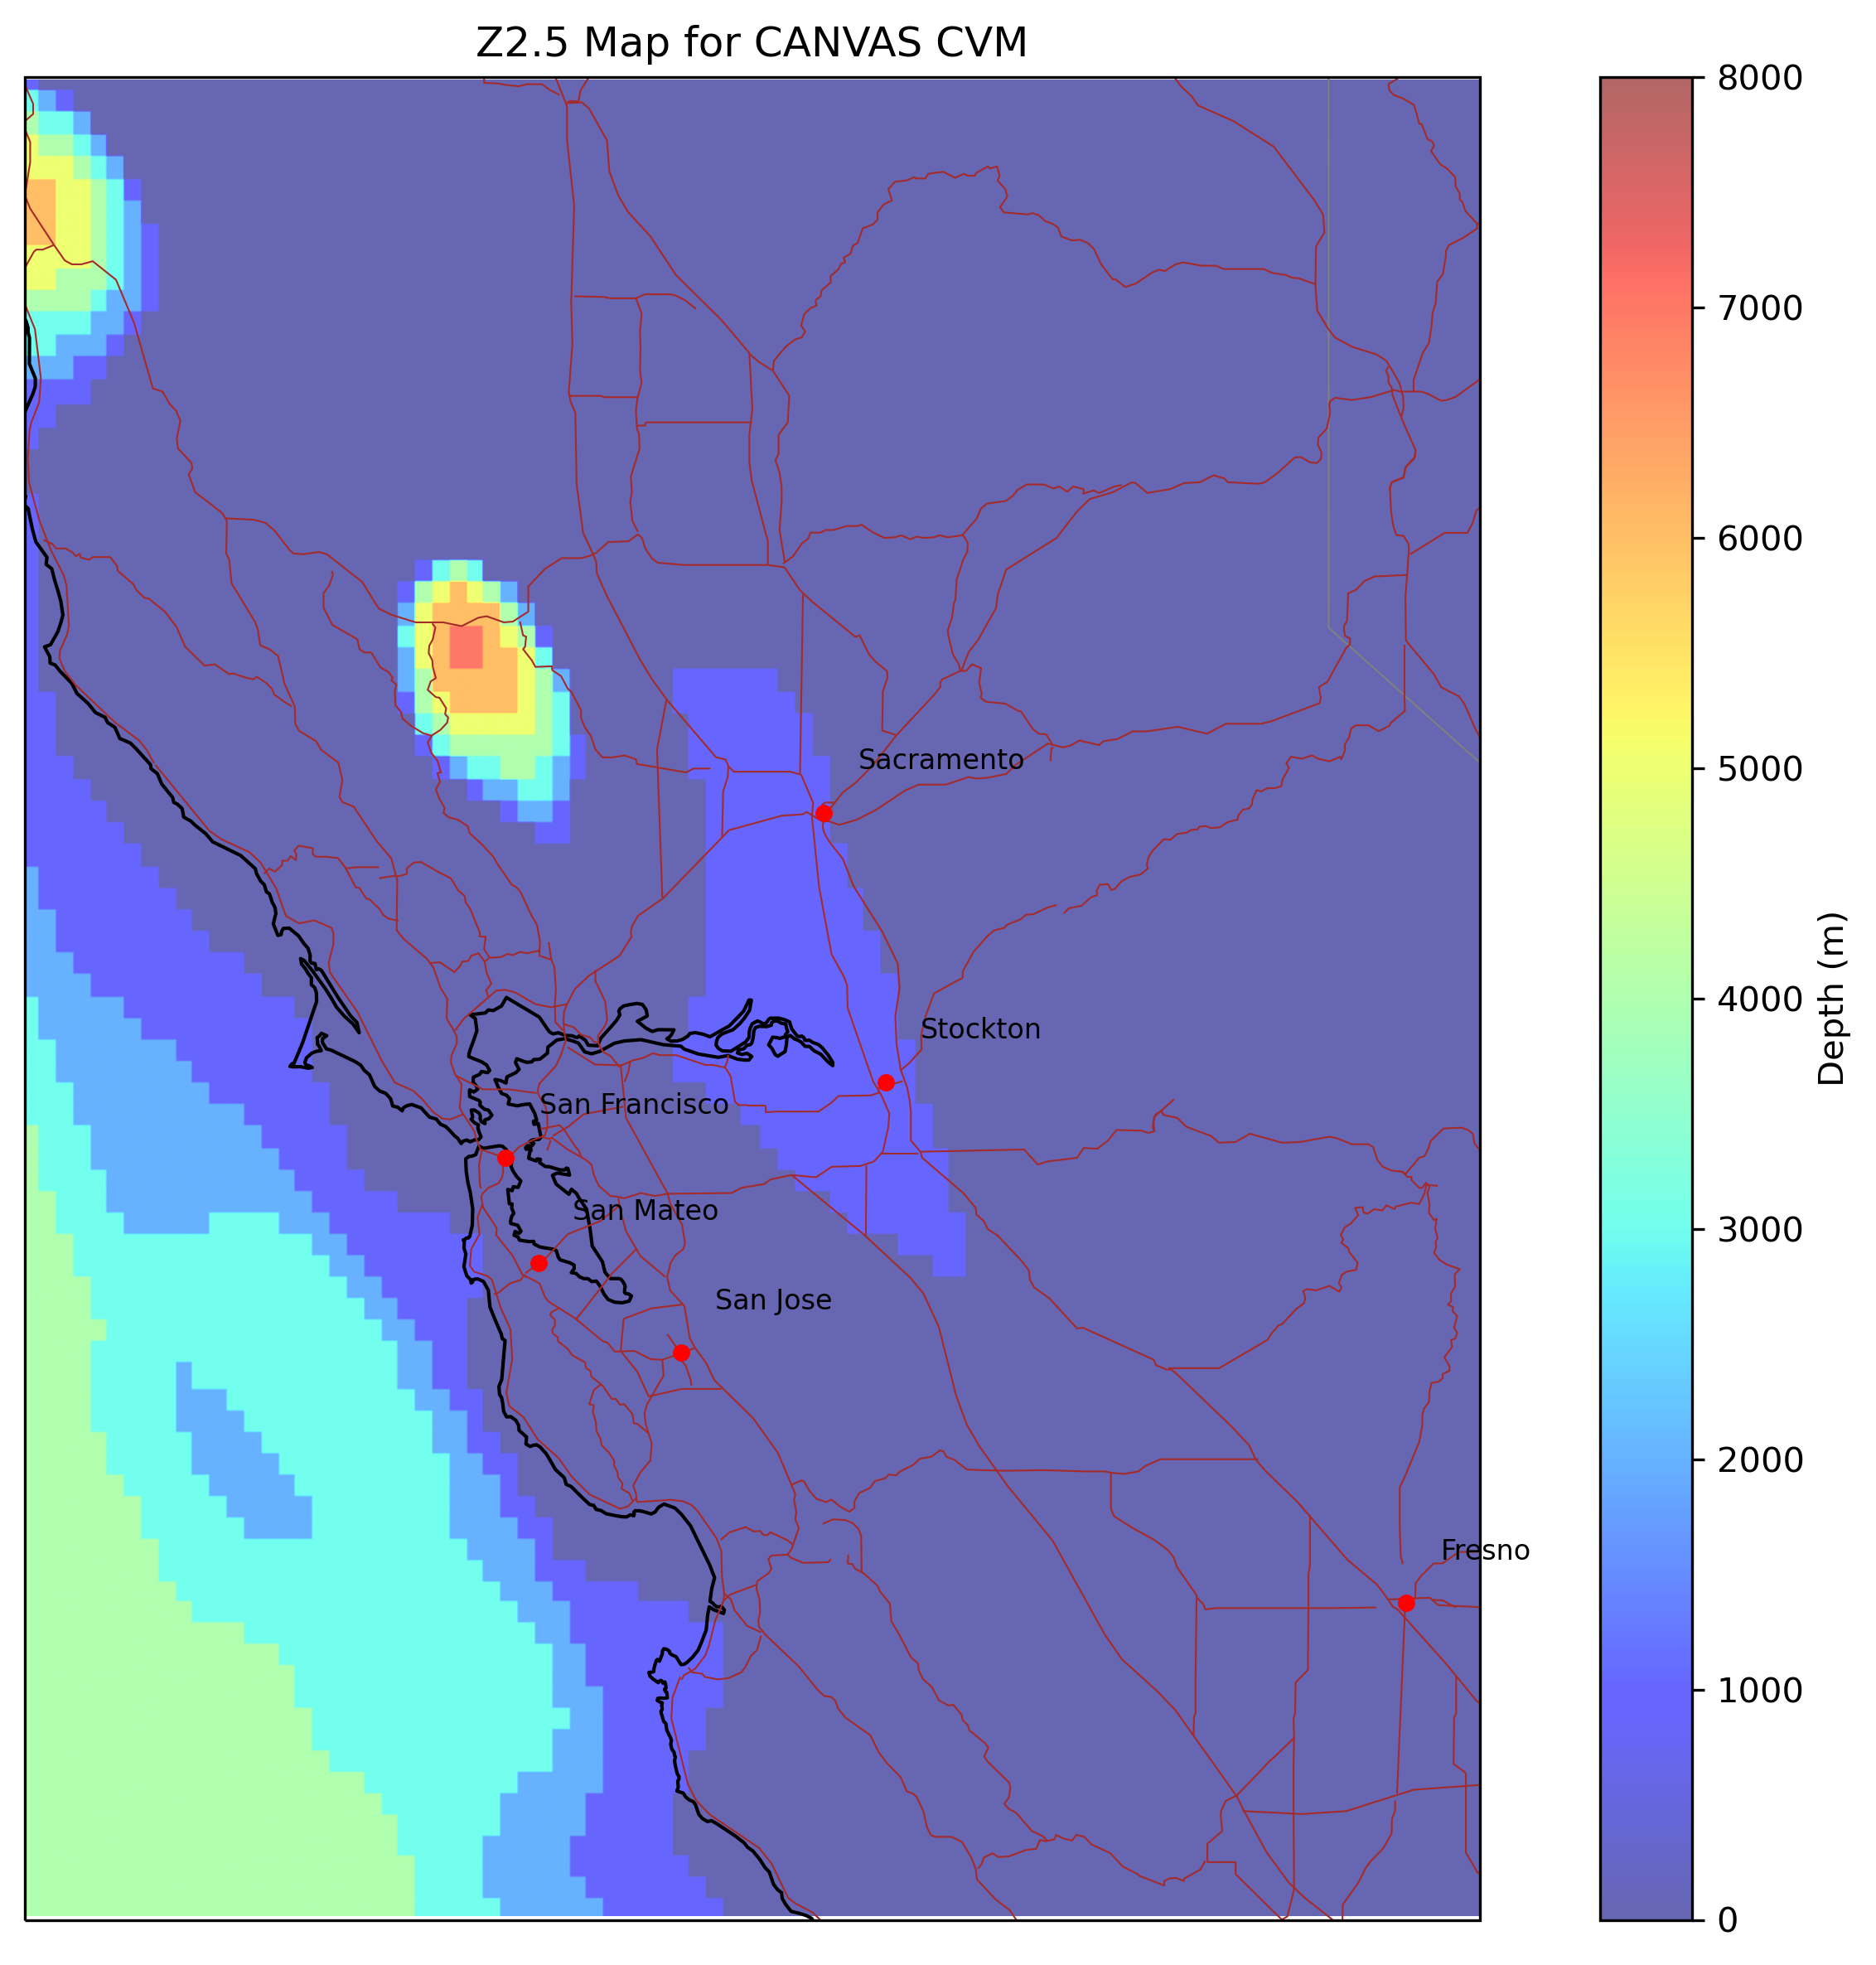 Z2.5 Map for CANVAS CVM
Sacramento
Stockton
San Francisco
San Mateo
San Jose
Fresno
8000
7000
6000
5000
4000
3000
2000
1000
0
Depth (m)